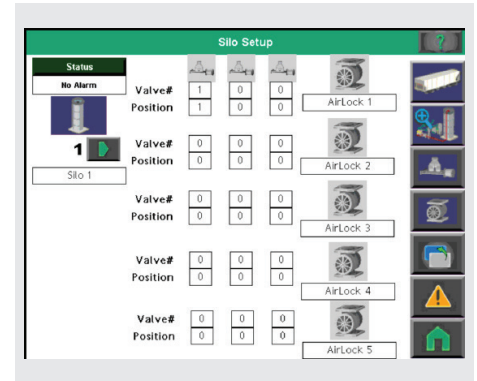 Silo Setup
?
Status
No Alarm
1
Silo 1
Valve# 1 0 0
Position 1 0 0
AirLock 1
Valve# 0 0 0
Position 0 0 0
AirLock 2
Valve# 0 0 0
Position 0 0 0
AirLock 3
Valve# 0 0 0
Position 0 0 0
AirLock 4
Valve# 0 0 0
Position 0 0 0
AirLock 5